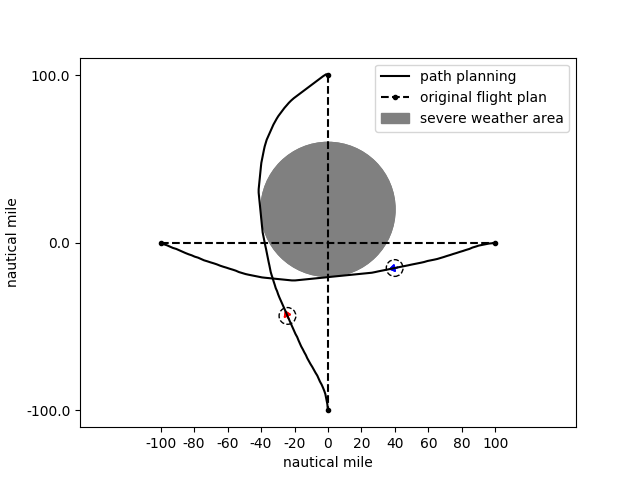 100.0
path planning
original flight plan
severe weather area
0.0
nautical mile
-100.0
-100 -80 -60 -40 -20 0 20 40 60 80 100
nautical mile